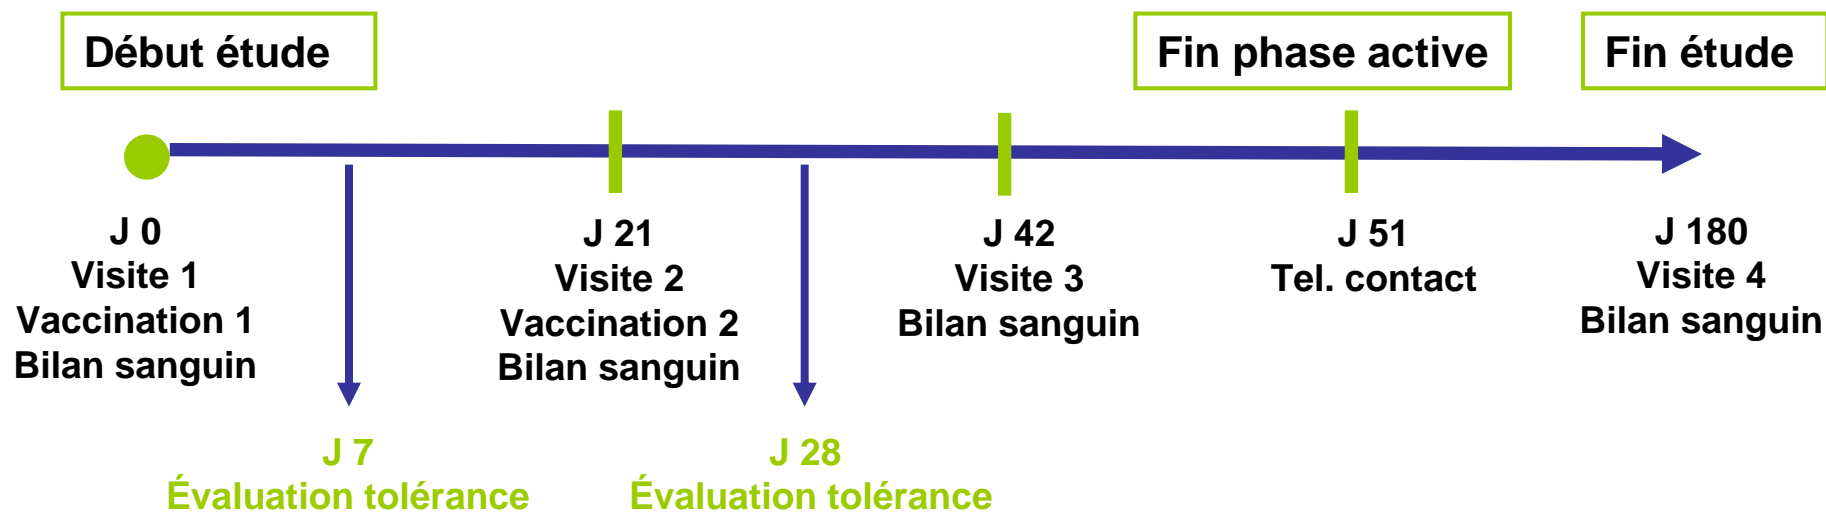 Début étude
Fin phase active
Fin étude
J 0
Visite 1
Vaccination 1
Bilan sanguin
J 21
Visite 2
Vaccination 2
Bilan sanguin
J 42
Visite 3
Bilan sanguin
J 51
Tel. contact
J 180
Visite 4
Bilan sanguin
J 7
Évaluation tolérance
J 28
Évaluation tolérance